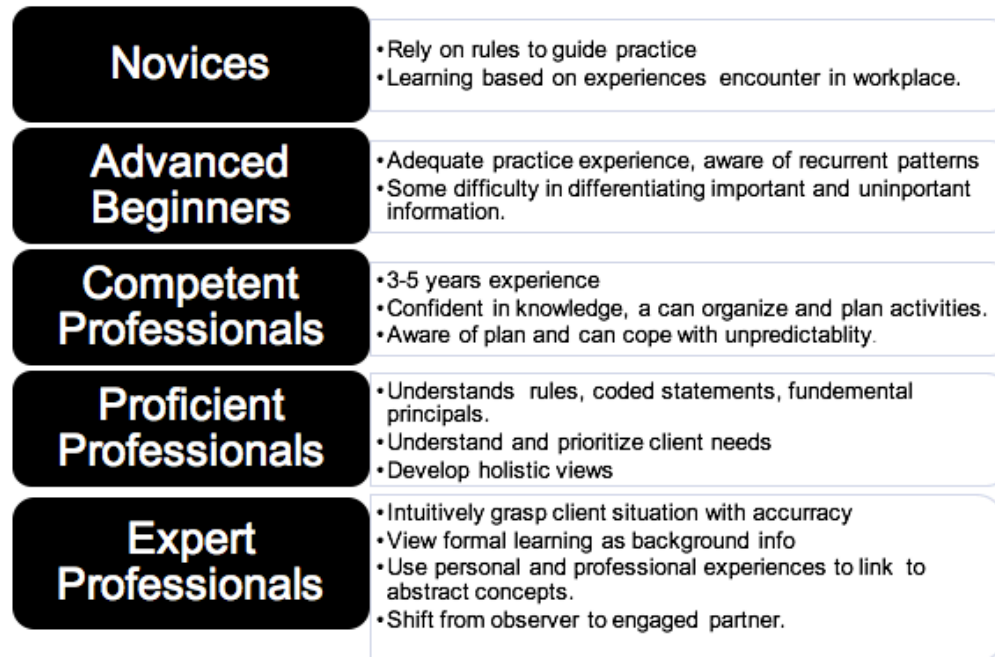 Novices
•Rely on rules to guide practice
•Learning based on experiences encounter in workplace.
Advanced
Beginners
•Adequate practice experience, aware of recurrent patterns
•Some difficulty in differentiating important and uninportant
information.
Competent
Professionals
•3-5 years experience
•Confident in knowledge, a can organize and plan activities.
•Aware of plan and can cope with unpredictablity.
Proficient
Professionals
•Understands rules, coded statements, fundemental
principals.
•Understand and prioritize client needs
•Develop holistic views
Expert
Professionals
•Intuitively grasp client situation with accurracy
•View formal learning as background info
•Use personal and professional experiences to link to
abstract concepts.
•Shift from observer to engaged partner.